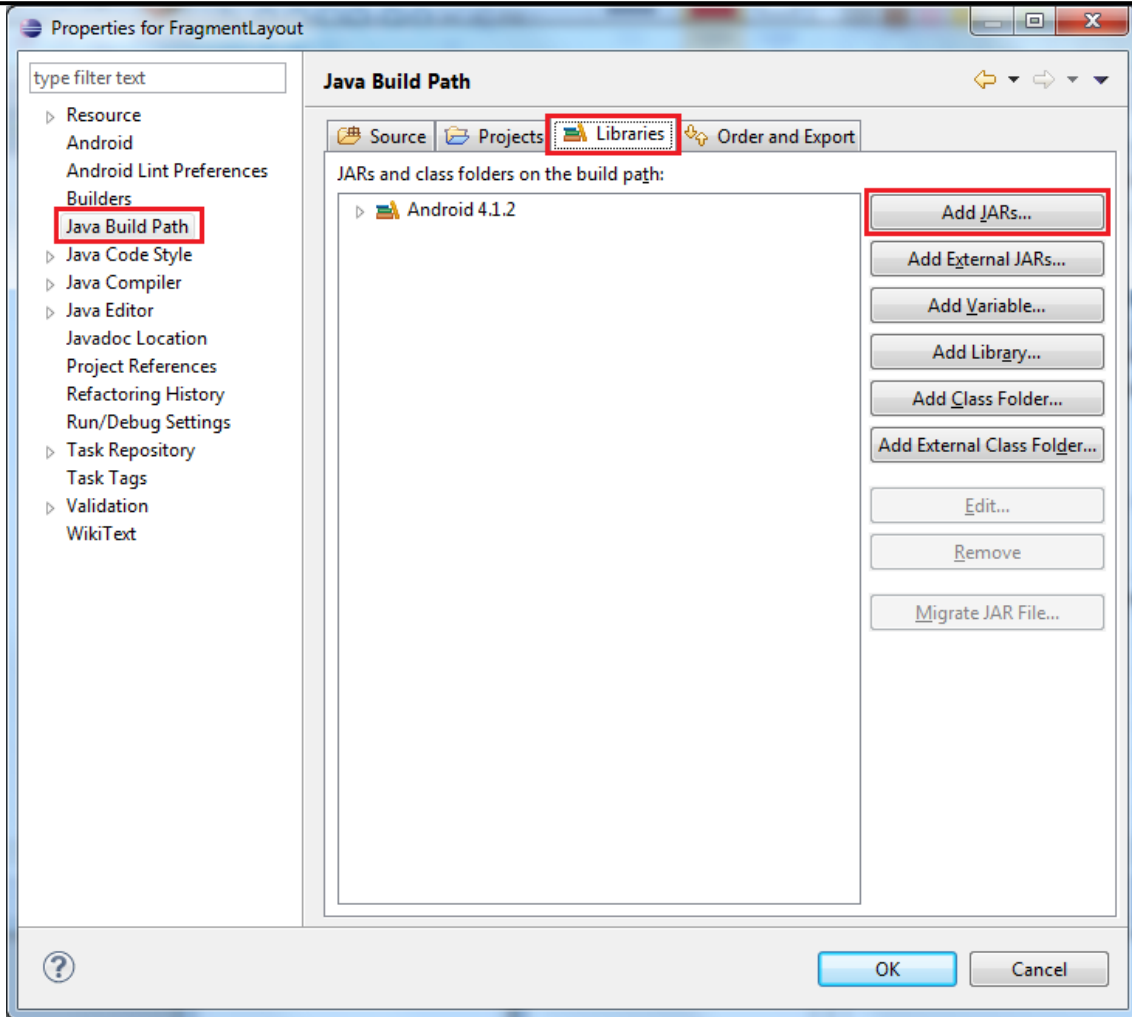 Properties for FragmentLayout
type filter text
Resource
Android
Android Lint Preferences
Builders
Java Build Path
Java Code Style
Java Compiler
Java Editor
Javadoc Location
Project References
Refactoring History
Run/Debug Settings
Task Repository
Task Tags
Validation
WikiText
Java Build Path
Source Projects Libraries Order and Export
JARs and class folders on the build path:
Android 4.1.2
Add JARs...
Add External JARs...
Add Variable...
Add Library...
Add Class Folder...
Add External Class Folder...
Edit...
Remove
Migrate JAR File...
OK Cancel